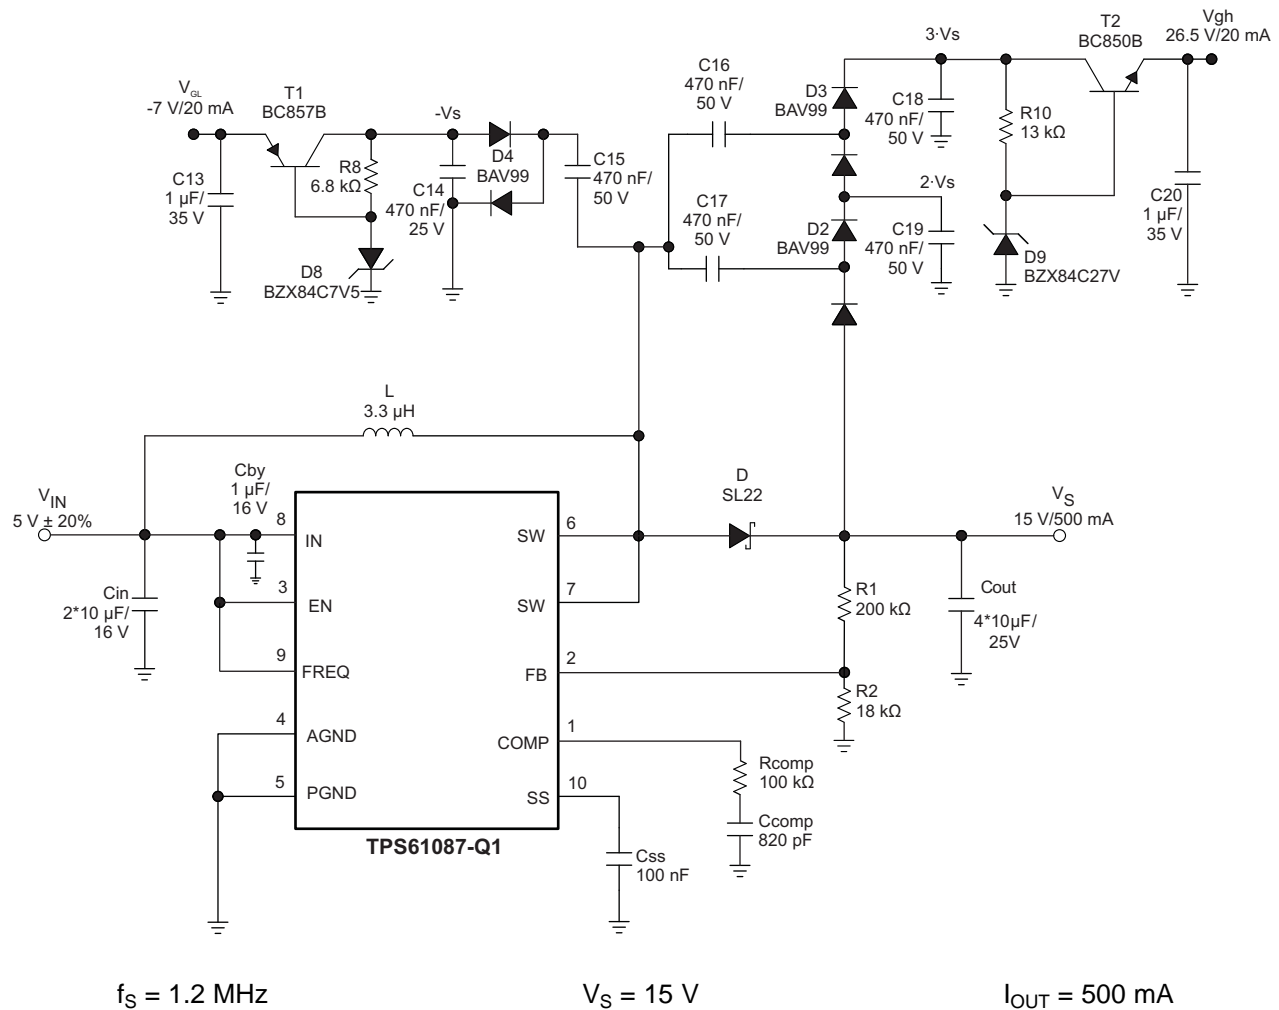 T2
BC850B
Vgh
26.5 V/20 mA
3·Vs
C16
470 nF/
50 V
D3
BAV99
C18
470 nF/
50 V
R10
13 kΩ
V_GL
-7 V/20 mA
T1
BC857B
-Vs
D4
BAV99
C15
470 nF/
50 V
R8
6.8 kΩ
C13
1 µF/
35 V
C14
470 nF/
25 V
2·Vs
C17
470 nF/
50 V
D2
BAV99
C19
470 nF/
50 V
C20
1 µF/
35 V
D9
BZX84C27V
D8
BZX84C7V5
L
3.3 µH
Cby
1 µF/
16 V
V_IN
5 V ± 20%
D
SL22
V_S
15 V/500 mA
8
IN
6
SW
3
EN
7
SW
Cin
2*10 µF/
16 V
R1
200 kΩ
Cout
4*10µF/
25V
9
FREQ
2
FB
R2
18 kΩ
4
AGND
1
COMP
Rcomp
100 kΩ
5
PGND
10
SS
Ccomp
820 pF
TPS61087-Q1
Css
100 nF
f_S = 1.2 MHz
V_S = 15 V
I_OUT = 500 mA